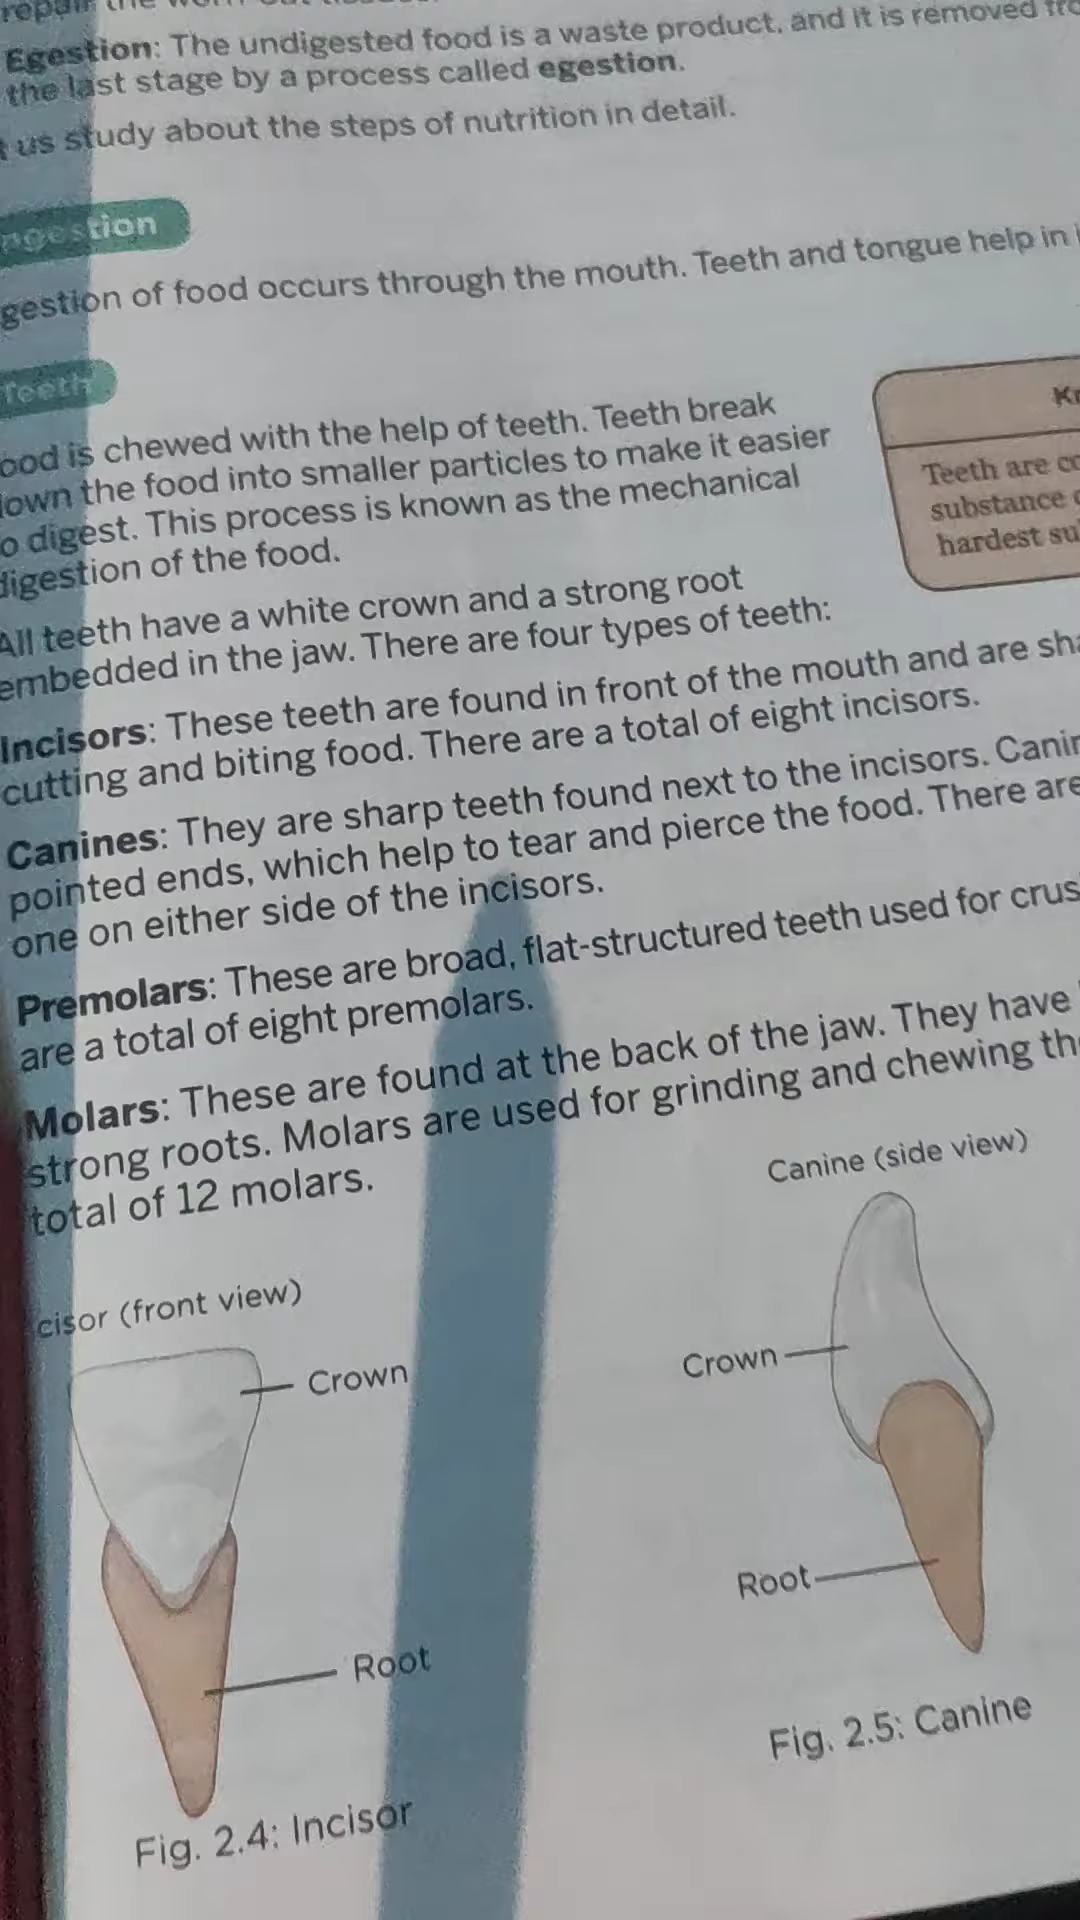 repair the worn out
Egestion: The undigested food is a waste product, and it is removed
the last stage by a process called egestion.
us study about the steps of nutrition in detail.
ngestion
gestion of food occurs through the mouth. Teeth and tongue help in
Teeth
ood is chewed with the help of teeth. Teeth break
down the food into smaller particles to make it easier
o digest. This process is known as the mechanical
digestion of the food.
All teeth have a white crown and a strong root
embedded in the jaw. There are four types of teeth:
Kn
Teeth are co
substance
hardest su
Incisors: These teeth are found in front of the mouth and are sha
cutting and biting food. There are a total of eight incisors.
Canines: They are sharp teeth found next to the incisors. Canin
pointed ends, which help to tear and pierce the food. There are
one on either side of the incisors.
Premolars: These are broad, flat-structured teeth used for crus
are a total of eight premolars.
Molars: These are found at the back of the jaw. They have
strong roots. Molars are used for grinding and chewing th
total of 12 molars.
cisor (front view)
Crown
Root
Fig. 2.4: Incisor
Canine (side view)
Crown
Root
Fig. 2.5: Canine